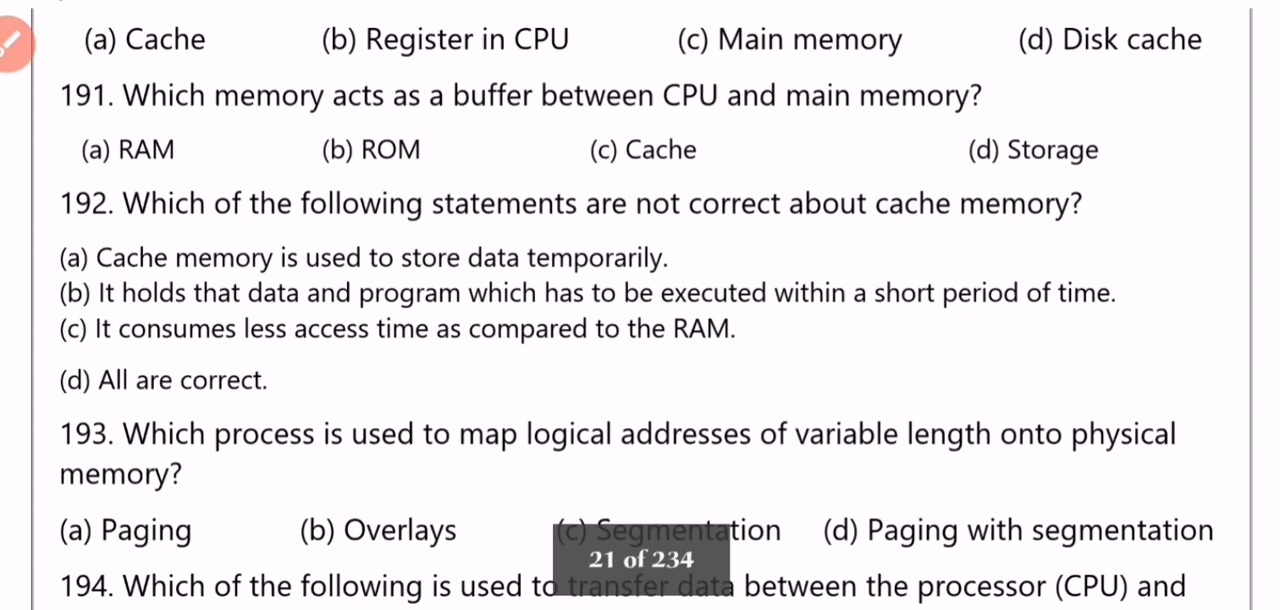 (a) Cache (b) Register in CPU (c) Main memory (d) Disk cache
191. Which memory acts as a buffer between CPU and main memory?
(a) RAM (b) ROM (c) Cache (d) Storage
192. Which of the following statements are not correct about cache memory?
(a) Cache memory is used to store data temporarily.
(b) It holds that data and program which has to be executed within a short period of time.
(c) It consumes less access time as compared to the RAM.
(d) All are correct.
193. Which process is used to map logical addresses of variable length onto physical
memory?
(a) Paging (b) Overlays (c) Segmentation (d) Paging with segmentation
21 of 234
194. Which of the following is used to transfer data between the processor (CPU) and